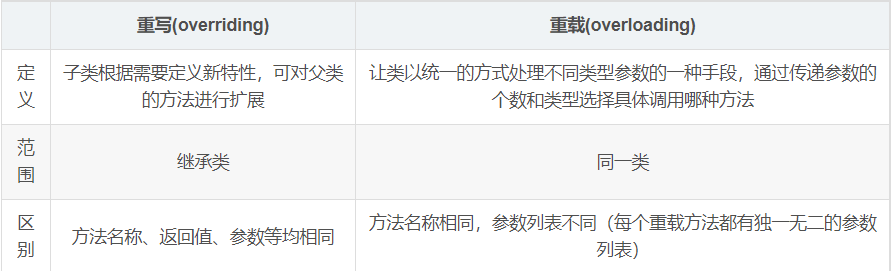 重写(overriding)
重载(overloading)
定
义
子类根据需要定义新特性，可对父类
的方法进行扩展
让类以统一的方式处理不同类型参数的一种手段，通过传递参数的
个数和类型选择具体调用哪种方法
范
围
继承类
同一类
区
别
方法名称、返回值、参数等均相同
方法名称相同，参数列表不同（每个重载方法都有独一无二的参数
列表）